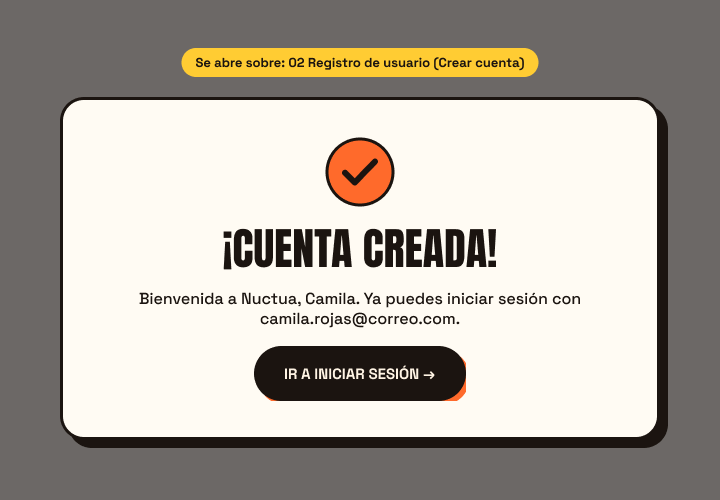 Se abre sobre: 02 Registro de usuario (Crear cuenta)
¡CUENTA CREADA!
Bienvenida a Nuctua, Camila. Ya puedes iniciar sesión con
camila.rojas@correo.com.
IR A INICIAR SESIÓN →